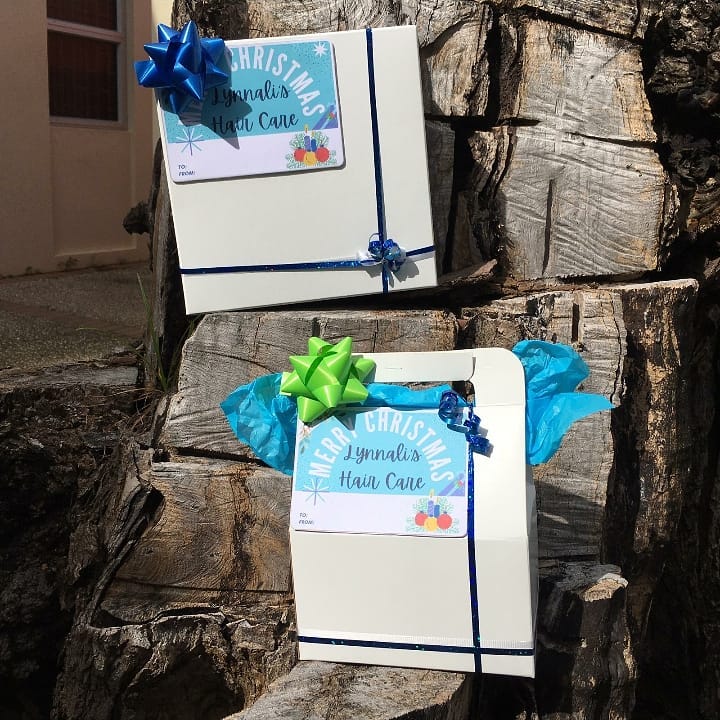 CHRISTMAS
Lynnali's
Hair Care
TO:
FROM:
MERRY CHRISTMAS
Lynnali's
Hair Care
TO:
FROM: